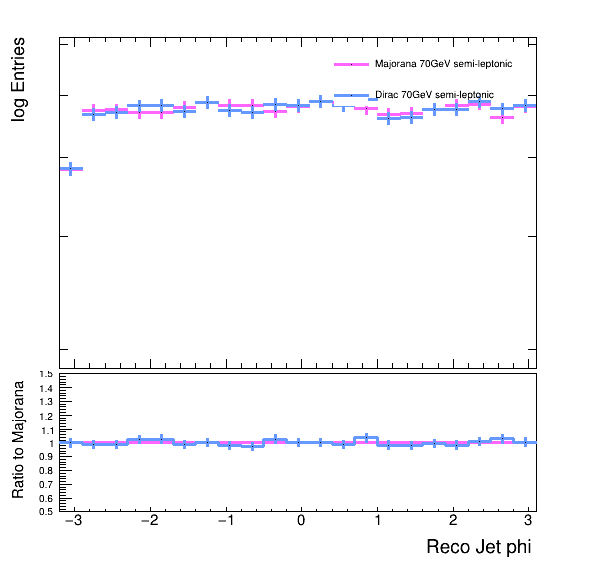 log Entries
Majorana 70GeV semi-leptonic
Dirac 70GeV semi-leptonic
Ratio to Majorana
1.5
1.4
1.3
1.2
1.1
1
0.9
0.8
0.7
0.6
0.5
−3 −2 −1 0 1 2 3
Reco Jet phi